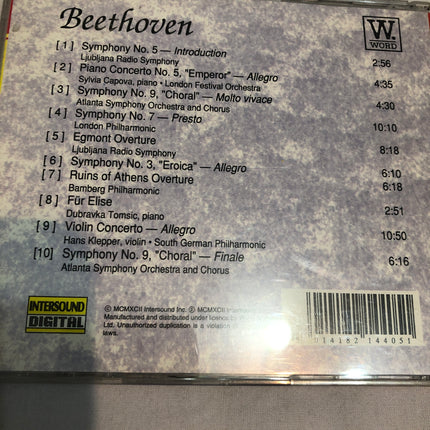 Beethoven
W.
WORD
[1] Symphony No. 5 — Introduction
Ljubljana Radio Symphony 2:56
[2] Piano Concerto No. 5, "Emperor" — Allegro
Sylvia Capova, piano • London Festival Orchestra 4:35
[3] Symphony No. 9, "Choral" — Molto vivace
Atlanta Symphony Orchestra and Chorus 4:30
[4] Symphony No. 7 — Presto
London Philharmonic 10:10
[5] Egmont Overture
Ljubljana Radio Symphony 8:18
[6] Symphony No. 3, "Eroica" — Allegro 6:10
[7] Ruins of Athens Overture 6:18
Bamberg Philharmonic
[8] Für Elise
Dubravka Tomsic, piano 2:51
[9] Violin Concerto — Allegro
Hans Klepper, violin • South German Philharmonic 10:50
[10] Symphony No. 9, "Choral" — Finale
Atlanta Symphony Orchestra and Chorus 6:16
INTERSOUND
DIGITAL
© MCMXCII Intersound Inc. ℗ MCMXCII
Manufactured and distributed under licence by
Ltd. Unauthorized duplication is a violation
laws.
014182 144051